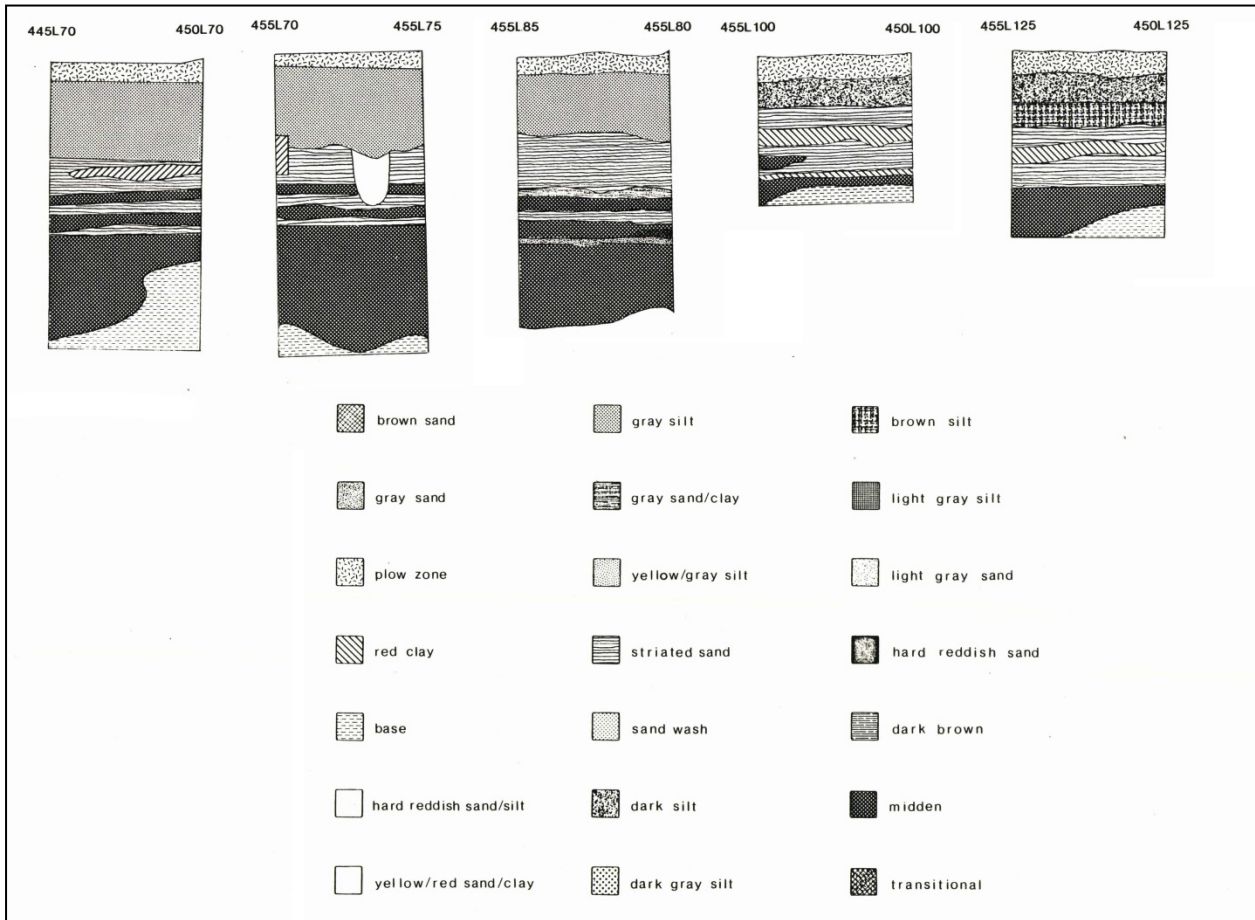 445L70 450L70 455L70 455L75 455L85 455L80 455L100 450L100 455L125 450L125
brown sand gray silt brown silt
gray sand gray sand/clay light gray silt
plow zone yellow/gray silt light gray sand
red clay striated sand hard reddish sand
base sand wash dark brown
hard reddish sand/silt dark silt midden
yellow/red sand/clay dark gray silt transitional